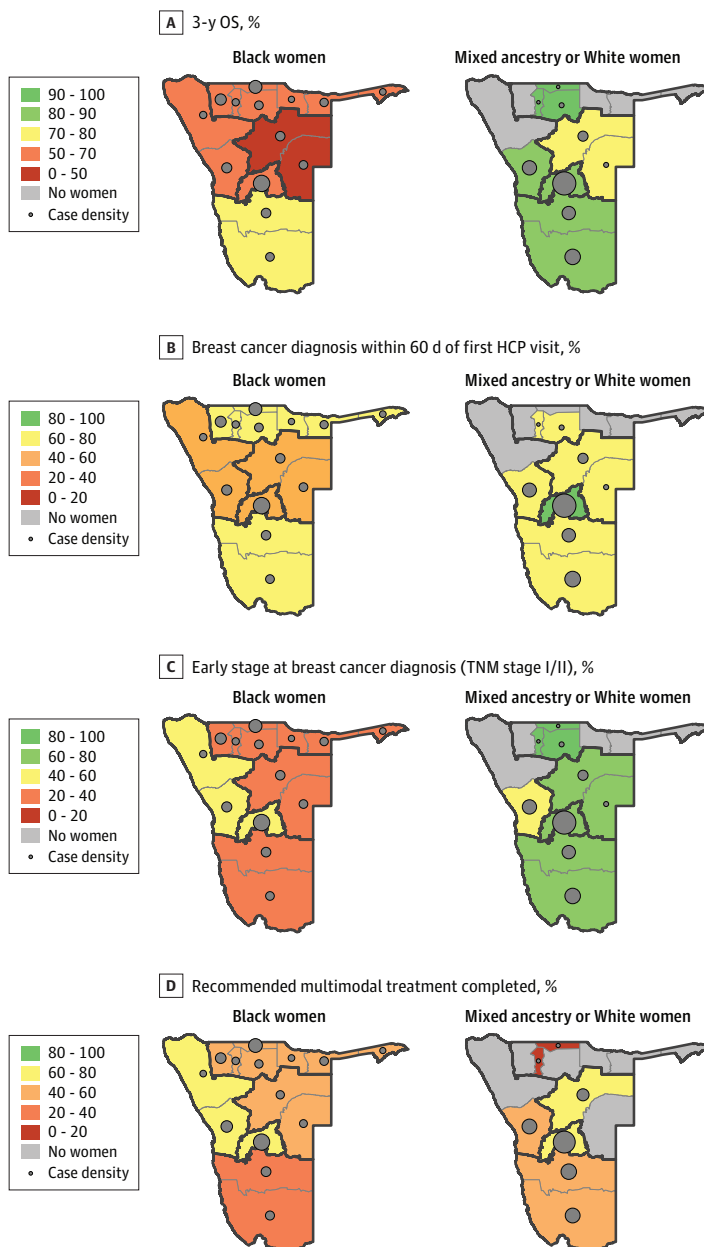 A 3-y OS, %
Black women
Mixed ancestry or White women
90 - 100
80 - 90
70 - 80
50 - 70
0 - 50
No women
Case density
B Breast cancer diagnosis within 60 d of first HCP visit, %
Black women
Mixed ancestry or White women
80 - 100
60 - 80
40 - 60
20 - 40
0 - 20
No women
Case density
C Early stage at breast cancer diagnosis (TNM stage I/II), %
Black women
Mixed ancestry or White women
80 - 100
60 - 80
40 - 60
20 - 40
0 - 20
No women
Case density
D Recommended multimodal treatment completed, %
Black women
Mixed ancestry or White women
80 - 100
60 - 80
40 - 60
20 - 40
0 - 20
No women
Case density